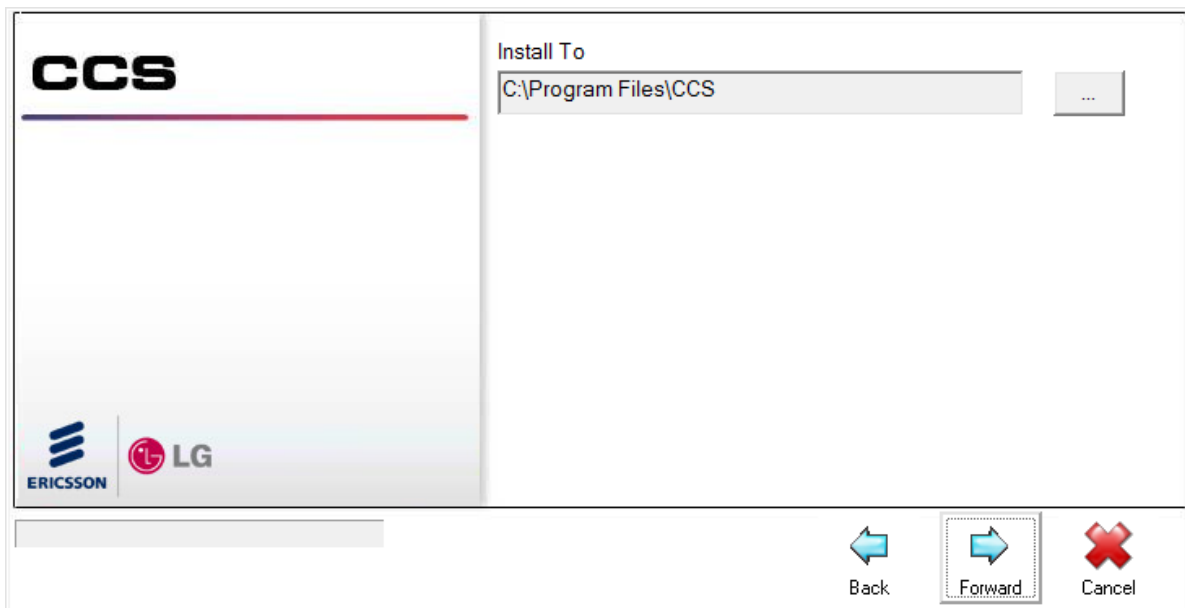 CCS
Install To
C:\Program Files\CCS
...
ERICSSON
LG
Back
Forward
Cancel